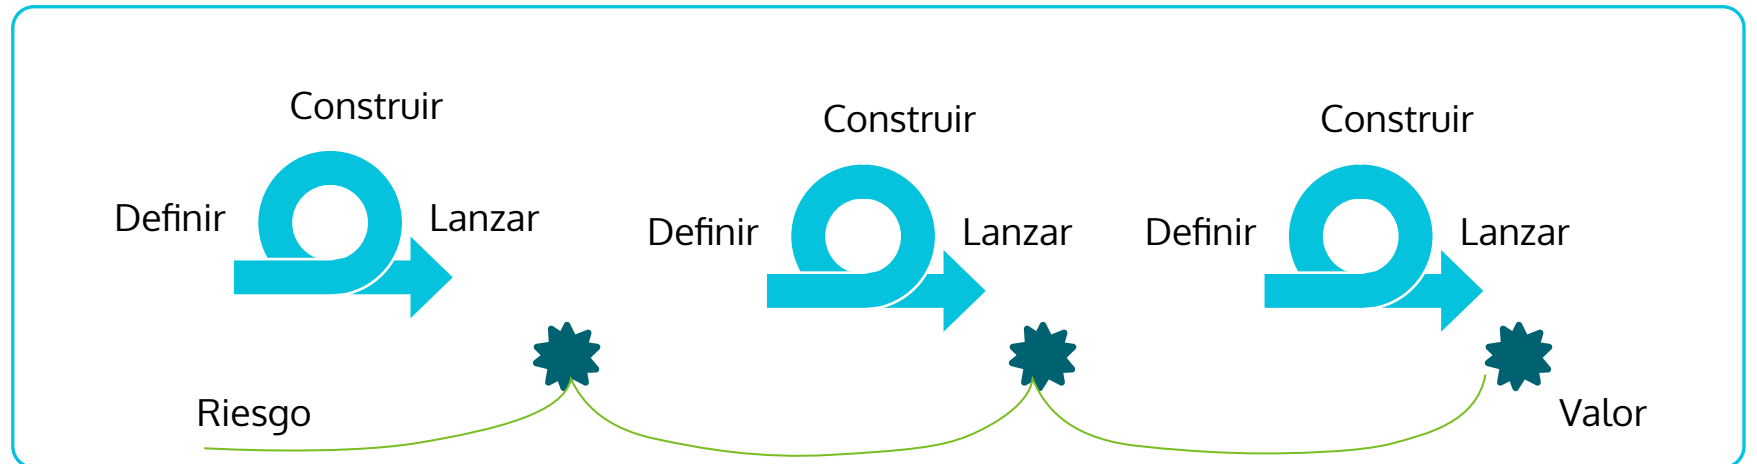 Construir
Definir
Lanzar
Construir
Definir
Lanzar
Construir
Definir
Lanzar
Riesgo
Valor